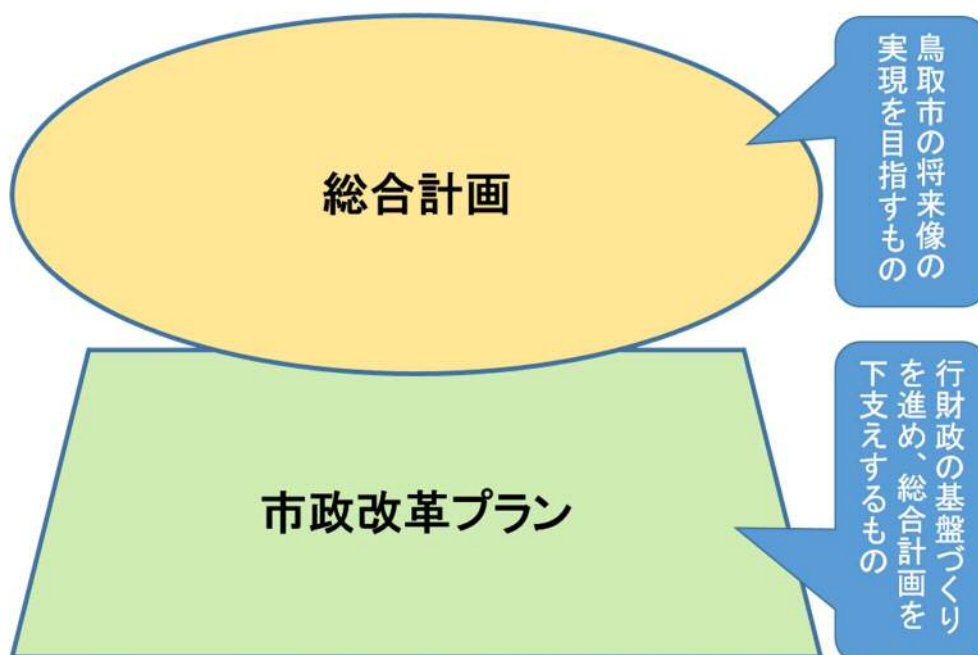 総合計画
鳥取市の将来像の
実現を目指すもの
市政改革プラン
行財政の基盤づくり
を進め、総合計画を
下支えするもの